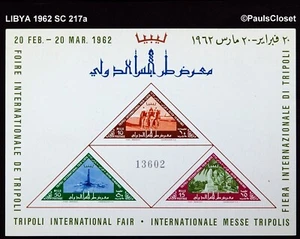 LIBYA 1962 SC 217a
©PaulsCloset
ليبيا
20 FEB. - 20 MAR. 1962
٢٠ فبراير - ٢٠ مارس ١٩٦٢
معرض طرابلس الدولي
FOIRE INTERNATIONALE DE TRIPOLI
FIERA INTERNAZIONALE DI TRIPOLI
13602
TRIPOLI INTERNATIONAL FAIR • INTERNATIONALE MESSE TRIPOLIS